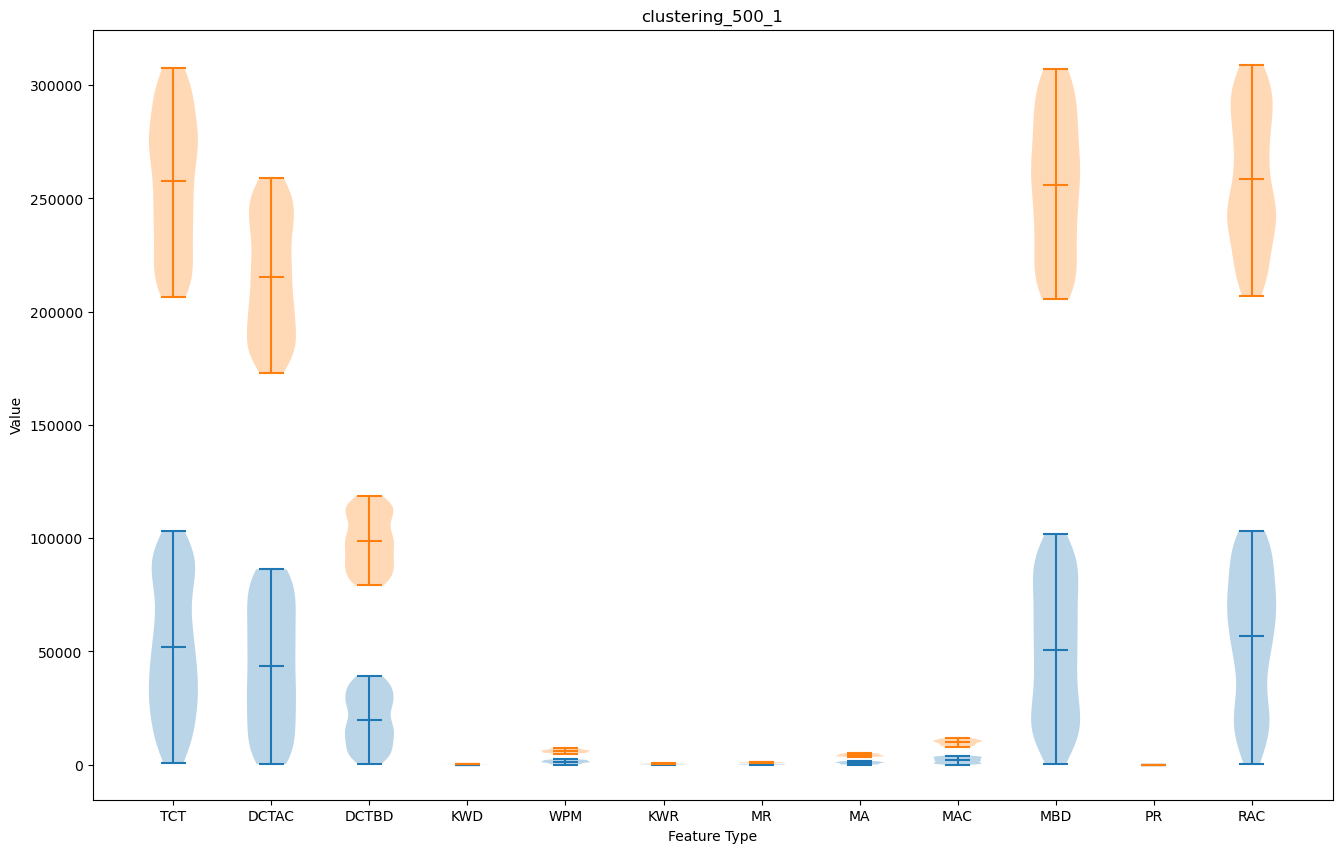 clustering_500_1
300000
250000
200000
150000
100000
50000
0
Value
TCT DCTAC DCTBD KWD WPM KWR MR MA MAC MBD PR RAC
Feature Type